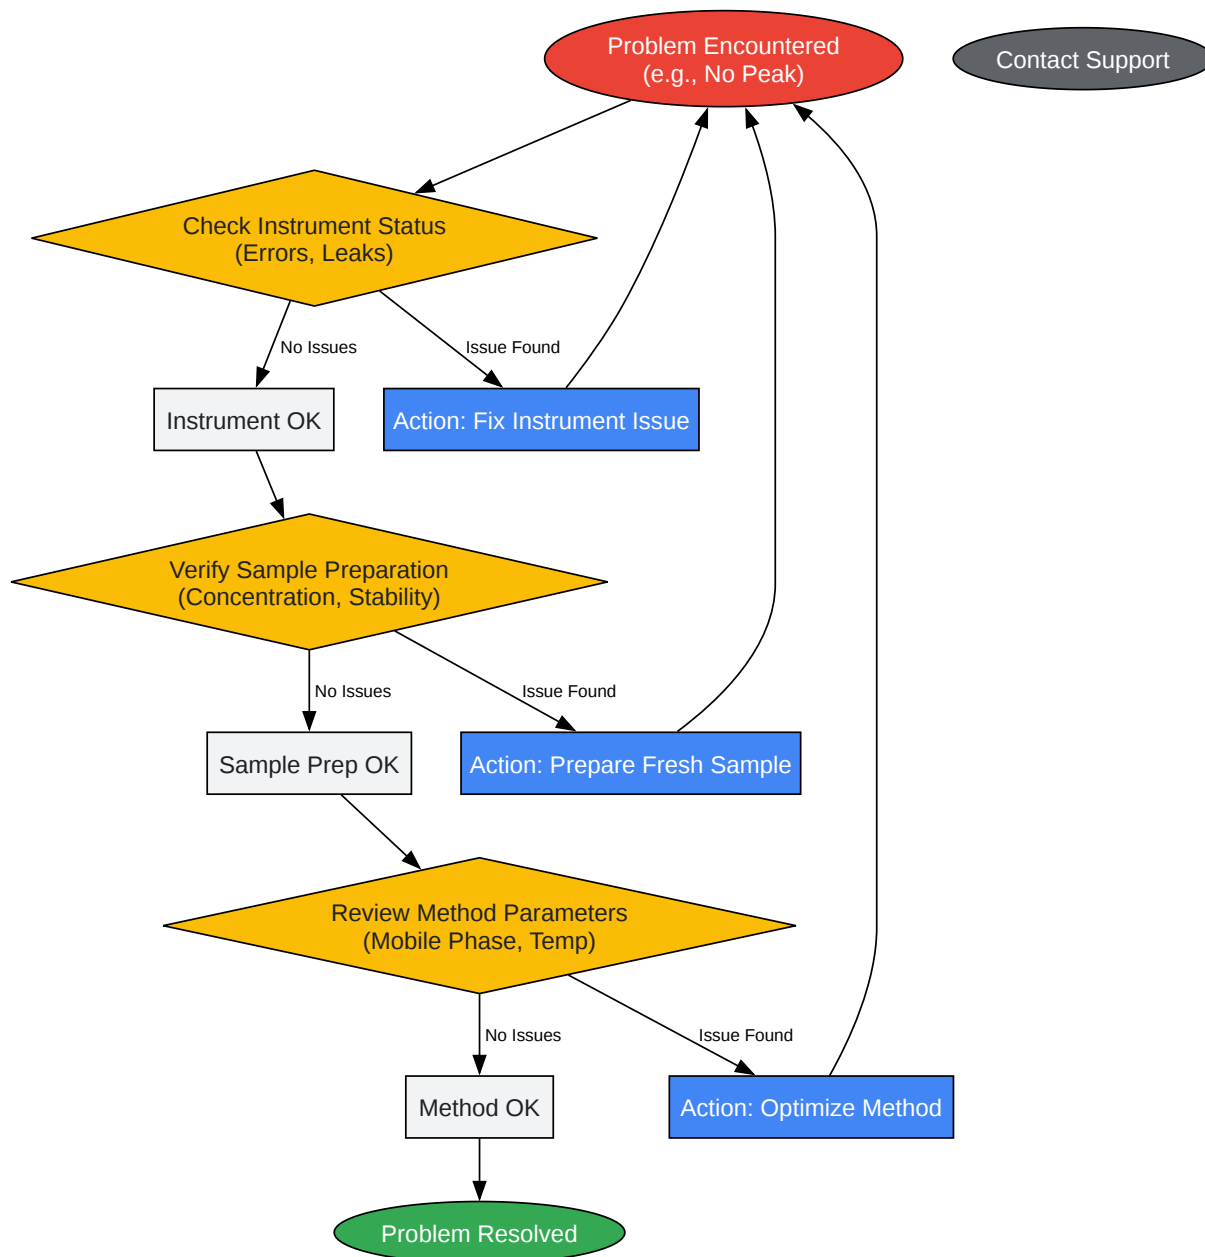 Problem Encountered
(e.g., No Peak)
Contact Support
Check Instrument Status
(Errors, Leaks)
No Issues
Issue Found
Instrument OK
Action: Fix Instrument Issue
Verify Sample Preparation
(Concentration, Stability)
No Issues
Issue Found
Sample Prep OK
Action: Prepare Fresh Sample
Review Method Parameters
(Mobile Phase, Temp)
No Issues
Issue Found
Method OK
Action: Optimize Method
Problem Resolved